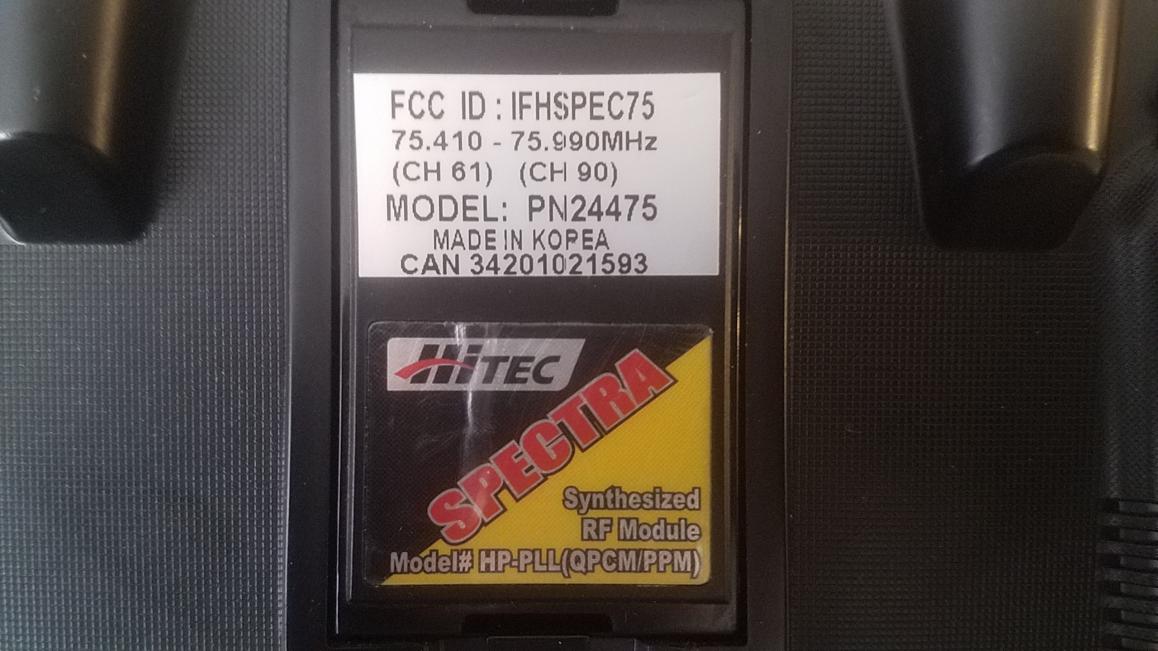 FCC ID : IFHSPEC75
75.410 - 75.990MHz
(CH 61) (CH 90)
MODEL: PN24475
MADE IN KOREA
CAN 34201021593
HiTEC
SPECTRA
Synthesized
RF Module
Model# HP-PLL(QPCM/PPM)